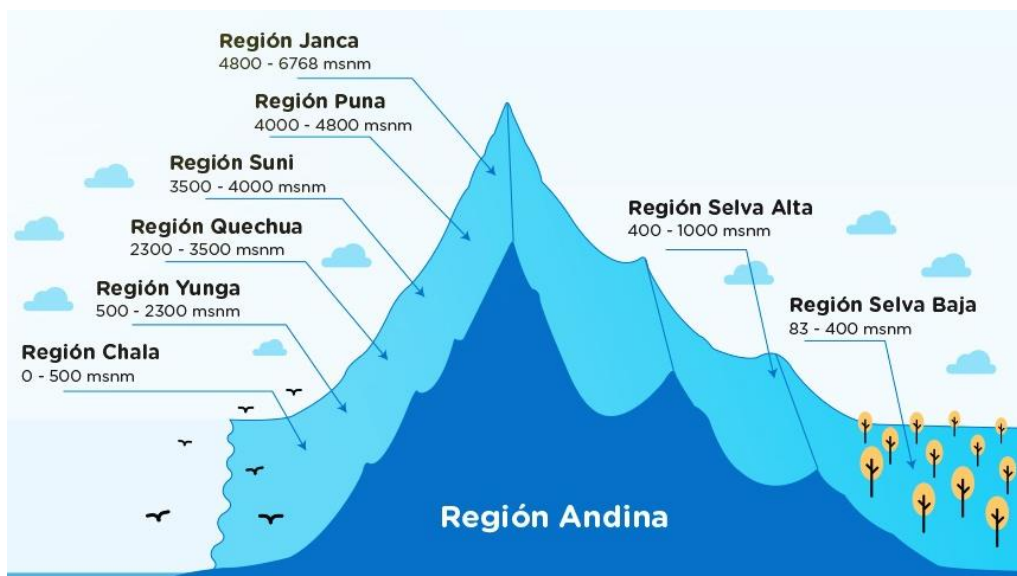 Región Janca
4800 - 6768 msnm
Región Puna
4000 - 4800 msnm
Región Suni
3500 - 4000 msnm
Región Quechua
2300 - 3500 msnm
Región Yunga
500 - 2300 msnm
Región Chala
0 - 500 msnm
Región Selva Alta
400 - 1000 msnm
Región Selva Baja
83 - 400 msnm
Región Andina